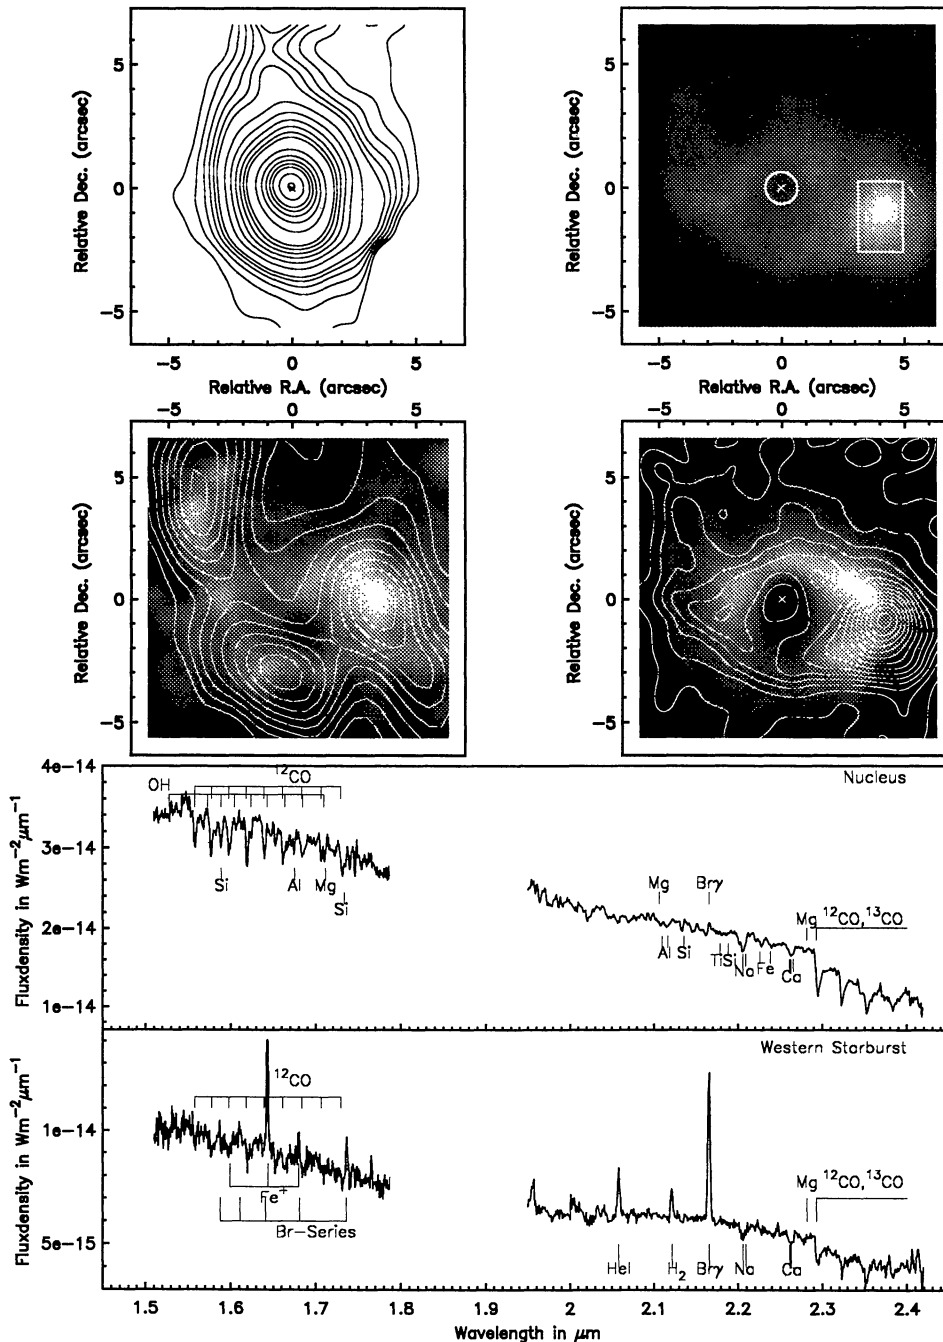 5
0
−5
Relative Dec. (arcsec)
−5 0 5
Relative R.A. (arcsec)
5
0
−5
Relative Dec. (arcsec)
−5 0 5
Relative R.A. (arcsec)
−5 0 5
5
0
−5
Relative Dec. (arcsec)
−5 0 5
5
0
−5
Relative Dec. (arcsec)
4e−14
3e−14
2e−14
1e−14
Fluxdensity in Wm⁻²μm⁻¹
Nucleus
OH
¹²CO
Si Al Mg
Si
Mg Brγ
Al Si Ti Si
Na Fe Ca
Mg ¹²CO,¹³CO
1e−14
5e−15
Fluxdensity in Wm⁻²μm⁻¹
Western Starburst
¹²CO
Fe⁺
Br−Series
Mg ¹²CO,¹³CO
HeI H₂ Brγ Na Ca
1.5 1.6 1.7 1.8 1.9 2 2.1 2.2 2.3 2.4
Wavelength in μm